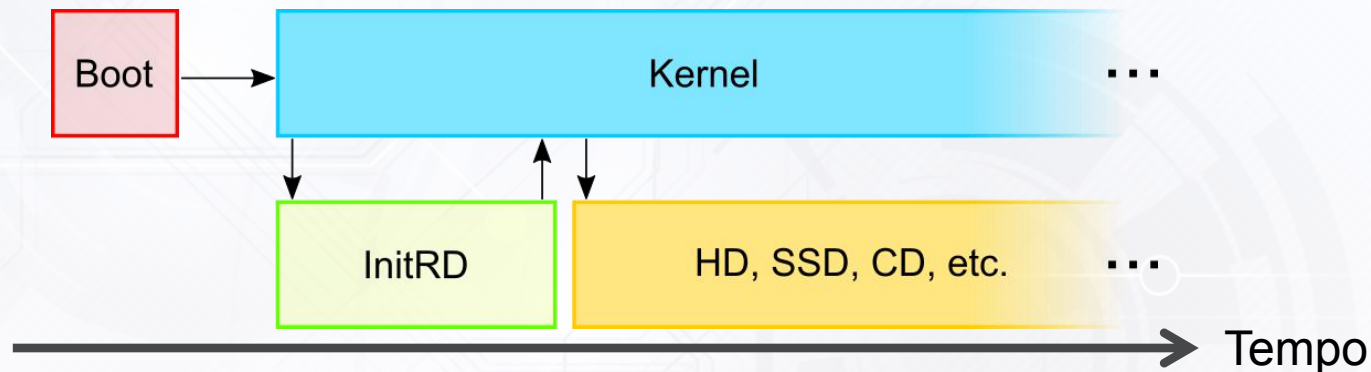 Boot
Kernel
...
InitRD
HD, SSD, CD, etc.
...
Tempo